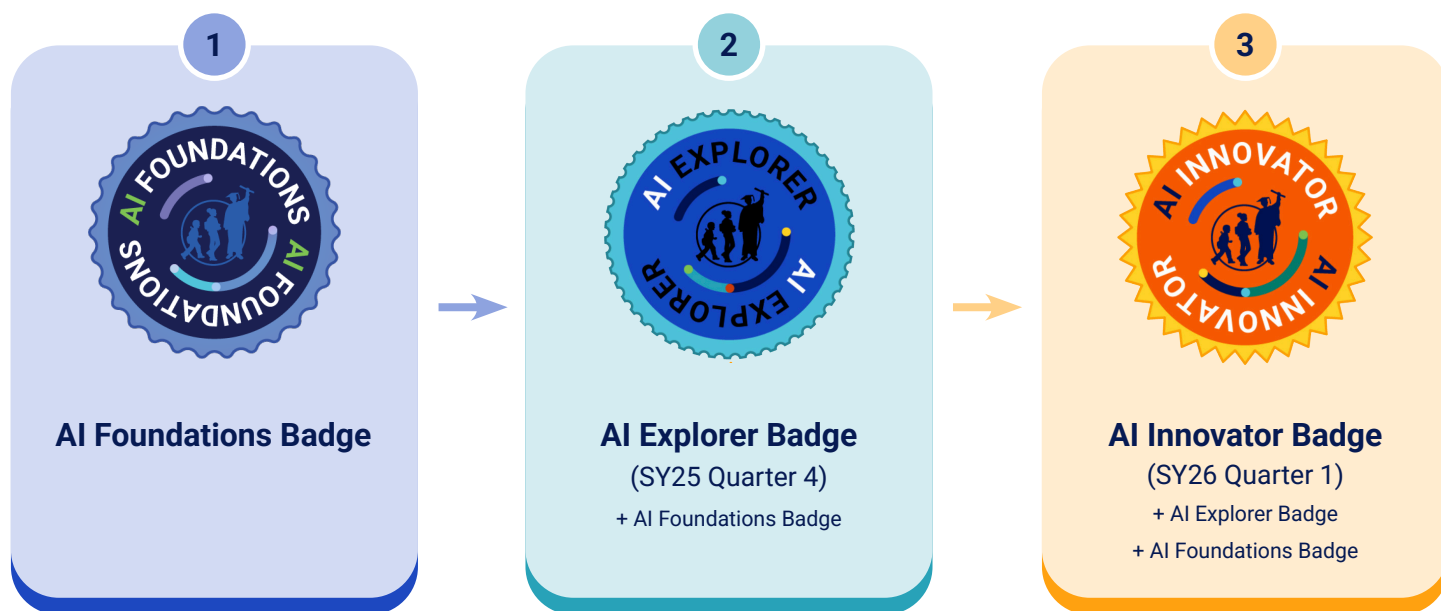 1
AI FOUNDATIONS
AI FOUNDATIONS
AI Foundations Badge
2
AI EXPLORER
AI EXPLORER
AI Explorer Badge
(SY25 Quarter 4)
+ AI Foundations Badge
3
AI INNOVATOR
AI INNOVATOR
AI Innovator Badge
(SY26 Quarter 1)
+ AI Explorer Badge
+ AI Foundations Badge